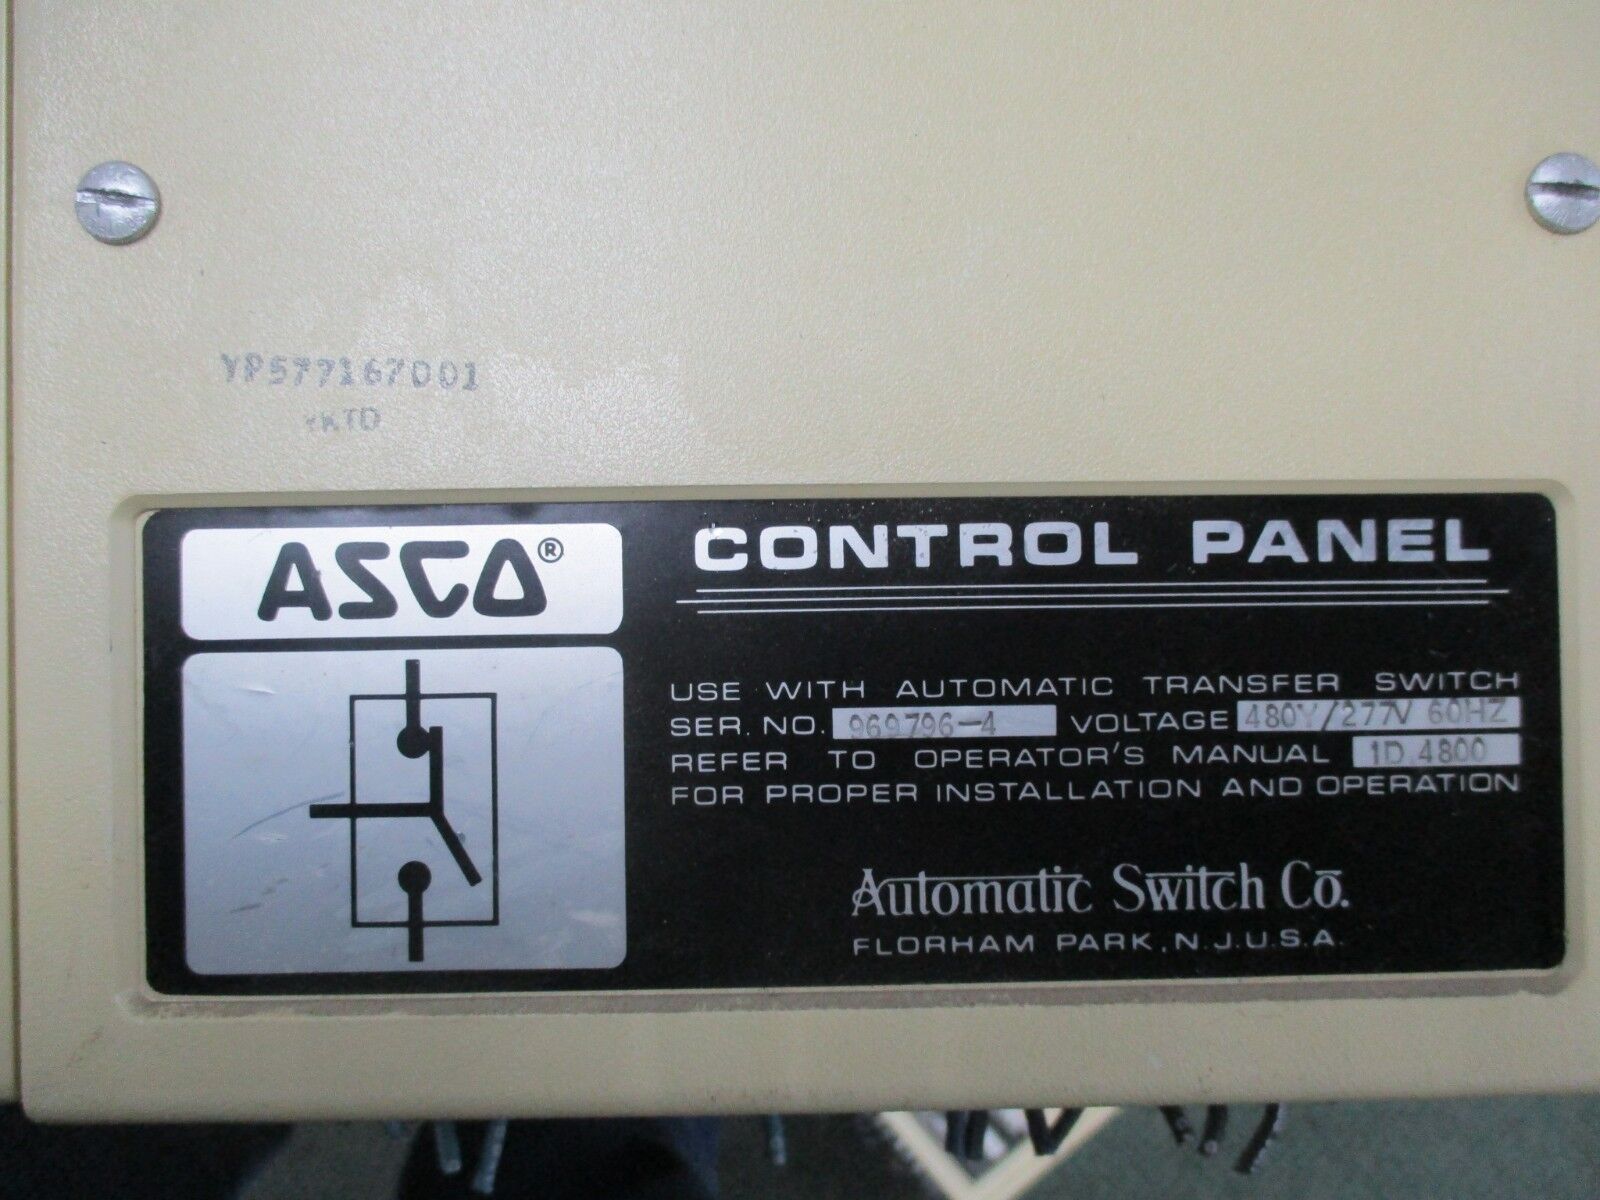 YP577167001
ASCO®
CONTROL PANEL
USE WITH AUTOMATIC TRANSFER SWITCH
SER. NO. 969796-4 VOLTAGE 480Y/277V 60HZ
REFER TO OPERATOR'S MANUAL 1D 4800
FOR PROPER INSTALLATION AND OPERATION
Automatic Switch Co.
FLORHAM PARK, N.J. U.S.A.